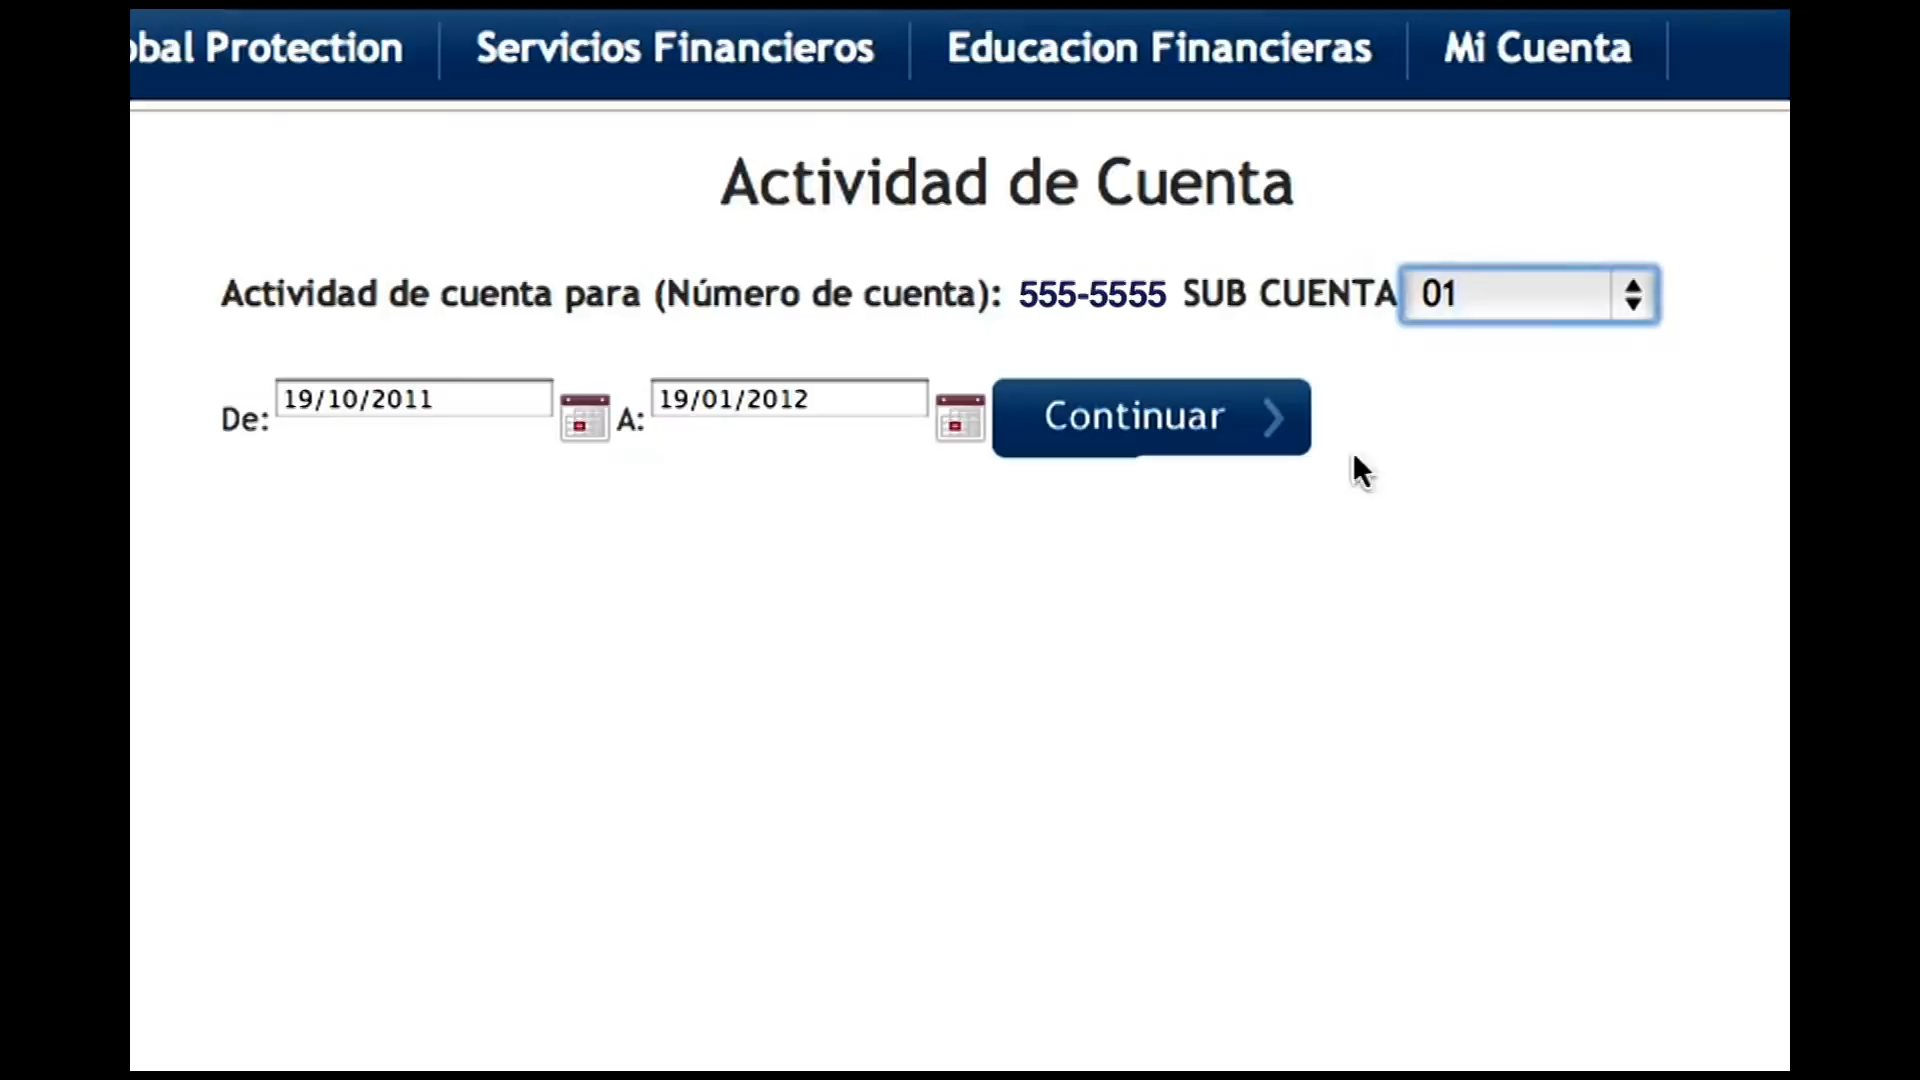 obal Protection Servicios Financieros Educacion Financieras Mi Cuenta
Actividad de Cuenta
Actividad de cuenta para (Número de cuenta): 555-5555 SUB CUENTA 01
De: 19/10/2011 A: 19/01/2012 Continuar